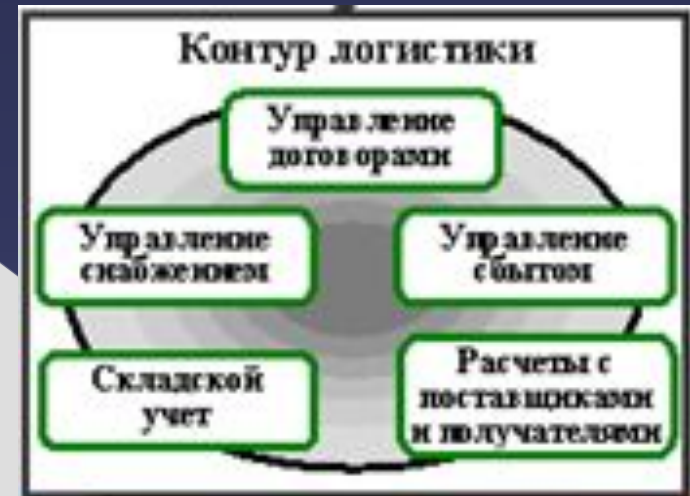 Контур логистики
Управление
договорами
Управление
снабжением
Управление
сбытом
Складской
учет
Расчеты с
поставщиками
и получателями